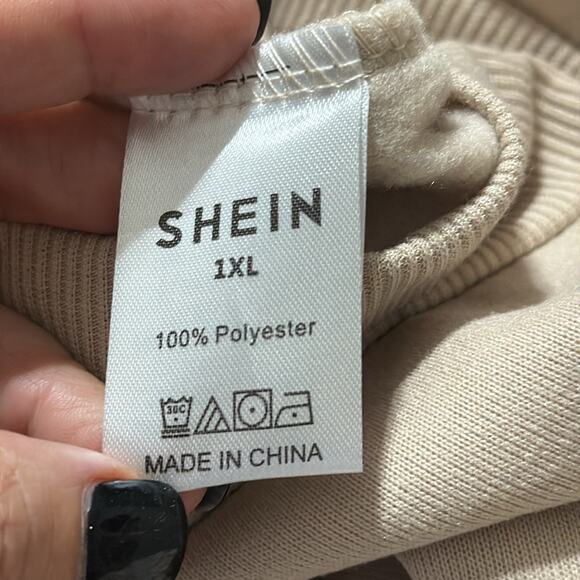 SHEIN
1XL
100% Polyester
30C
MADE IN CHINA